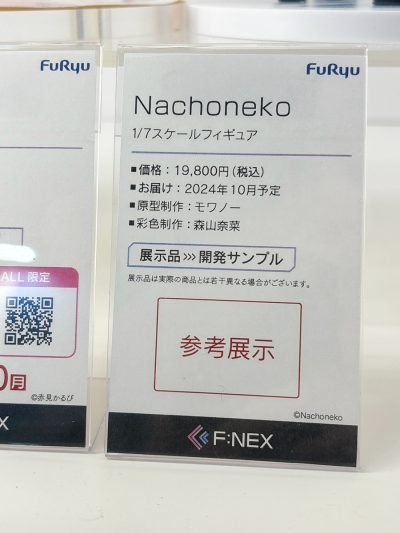 FuRyu
ALL 限定
0月
©赤見かるび
EX
FuRyu
Nachoneko
1/7スケールフィギュア
■価格：19,800円(税込)
■お届け：2024年10月予定
■原型制作：モワノー
■彩色制作：森山奈菜
展示品>>>開発サンプル
展示品は実際の商品とは若干異なる場合がございます。
参考展示
©Nachoneko
F:NEX